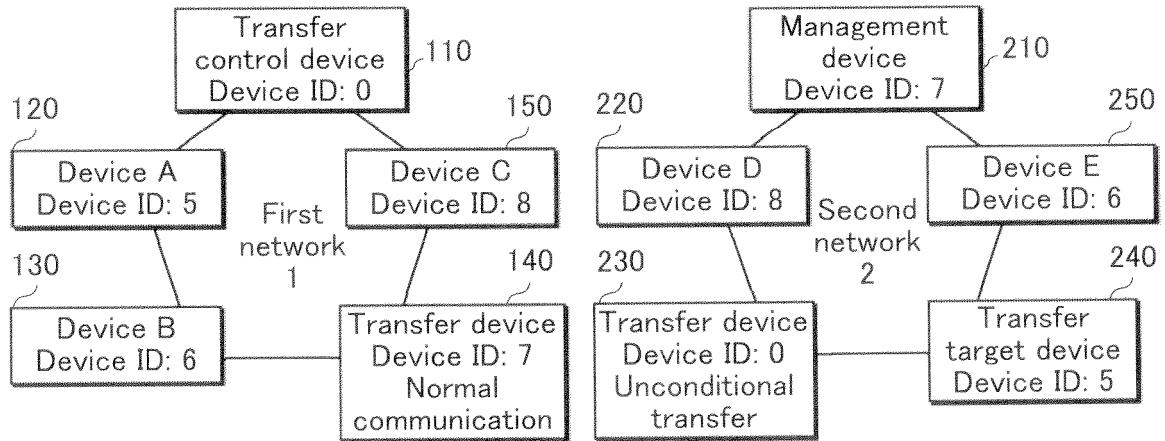 Transfer
control device
Device ID: 0
110
120
Device A
Device ID: 5
150
Device C
Device ID: 8
First
network
1
130
Device B
Device ID: 6
140
Transfer device
Device ID: 7
Normal
communication
Management
device
Device ID: 7
210
220
Device D
Device ID: 8
250
Device E
Device ID: 6
Second
network
2
230
Transfer device
Device ID: 0
Unconditional
transfer
240
Transfer
target device
Device ID: 5